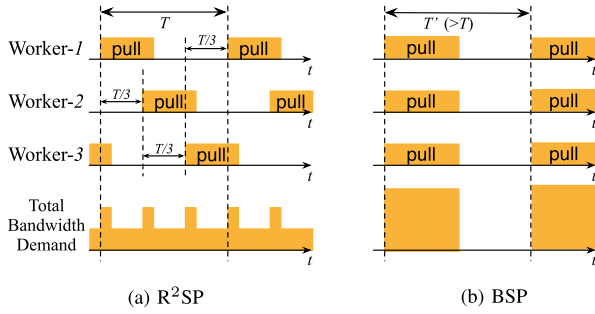 T
T' (>T)
Worker-1 pull T/3 pull t pull pull t
Worker-2 T/3 pull pull t pull pull t
Worker-3 T/3 pull t pull pull t
Total
Bandwidth
Demand
t t
(a) R²SP (b) BSP